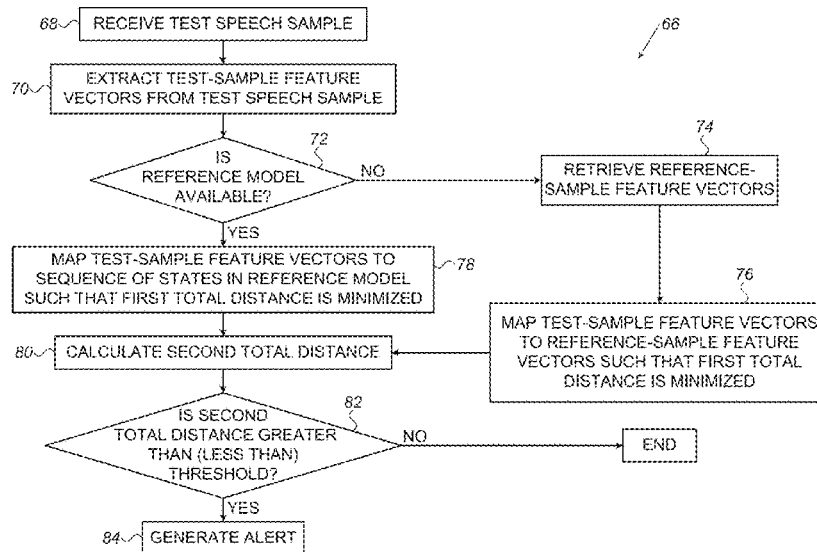 68
RECEIVE TEST SPEECH SAMPLE
66
70
EXTRACT TEST-SAMPLE FEATURE
VECTORS FROM TEST SPEECH SAMPLE
72
IS
REFERENCE MODEL
AVAILABLE?
NO
74
RETRIEVE REFERENCE-
SAMPLE FEATURE VECTORS
YES
MAP TEST-SAMPLE FEATURE VECTORS TO
SEQUENCE OF STATES IN REFERENCE MODEL
SUCH THAT FIRST TOTAL DISTANCE IS MINIMIZED
78
76
MAP TEST-SAMPLE FEATURE VECTORS
TO REFERENCE-SAMPLE FEATURE
VECTORS SUCH THAT FIRST TOTAL
DISTANCE IS MINIMIZED
80
CALCULATE SECOND TOTAL DISTANCE
82
IS SECOND
TOTAL DISTANCE GREATER
THAN (LESS THAN)
THRESHOLD?
NO
END
YES
84
GENERATE ALERT